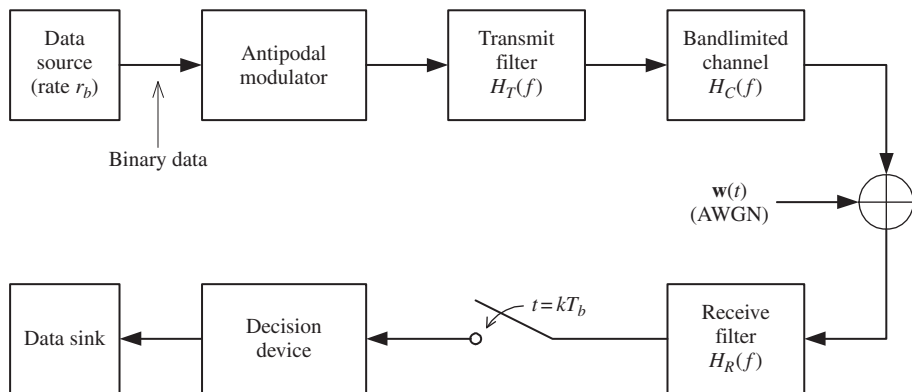 Data
source
(rate r_b)
Antipodal
modulator
Transmit
filter
H_T(f)
Bandlimited
channel
H_C(f)
Binary data
w(t)
(AWGN)
Data sink
Decision
device
t = kT_b
Receive
filter
H_R(f)